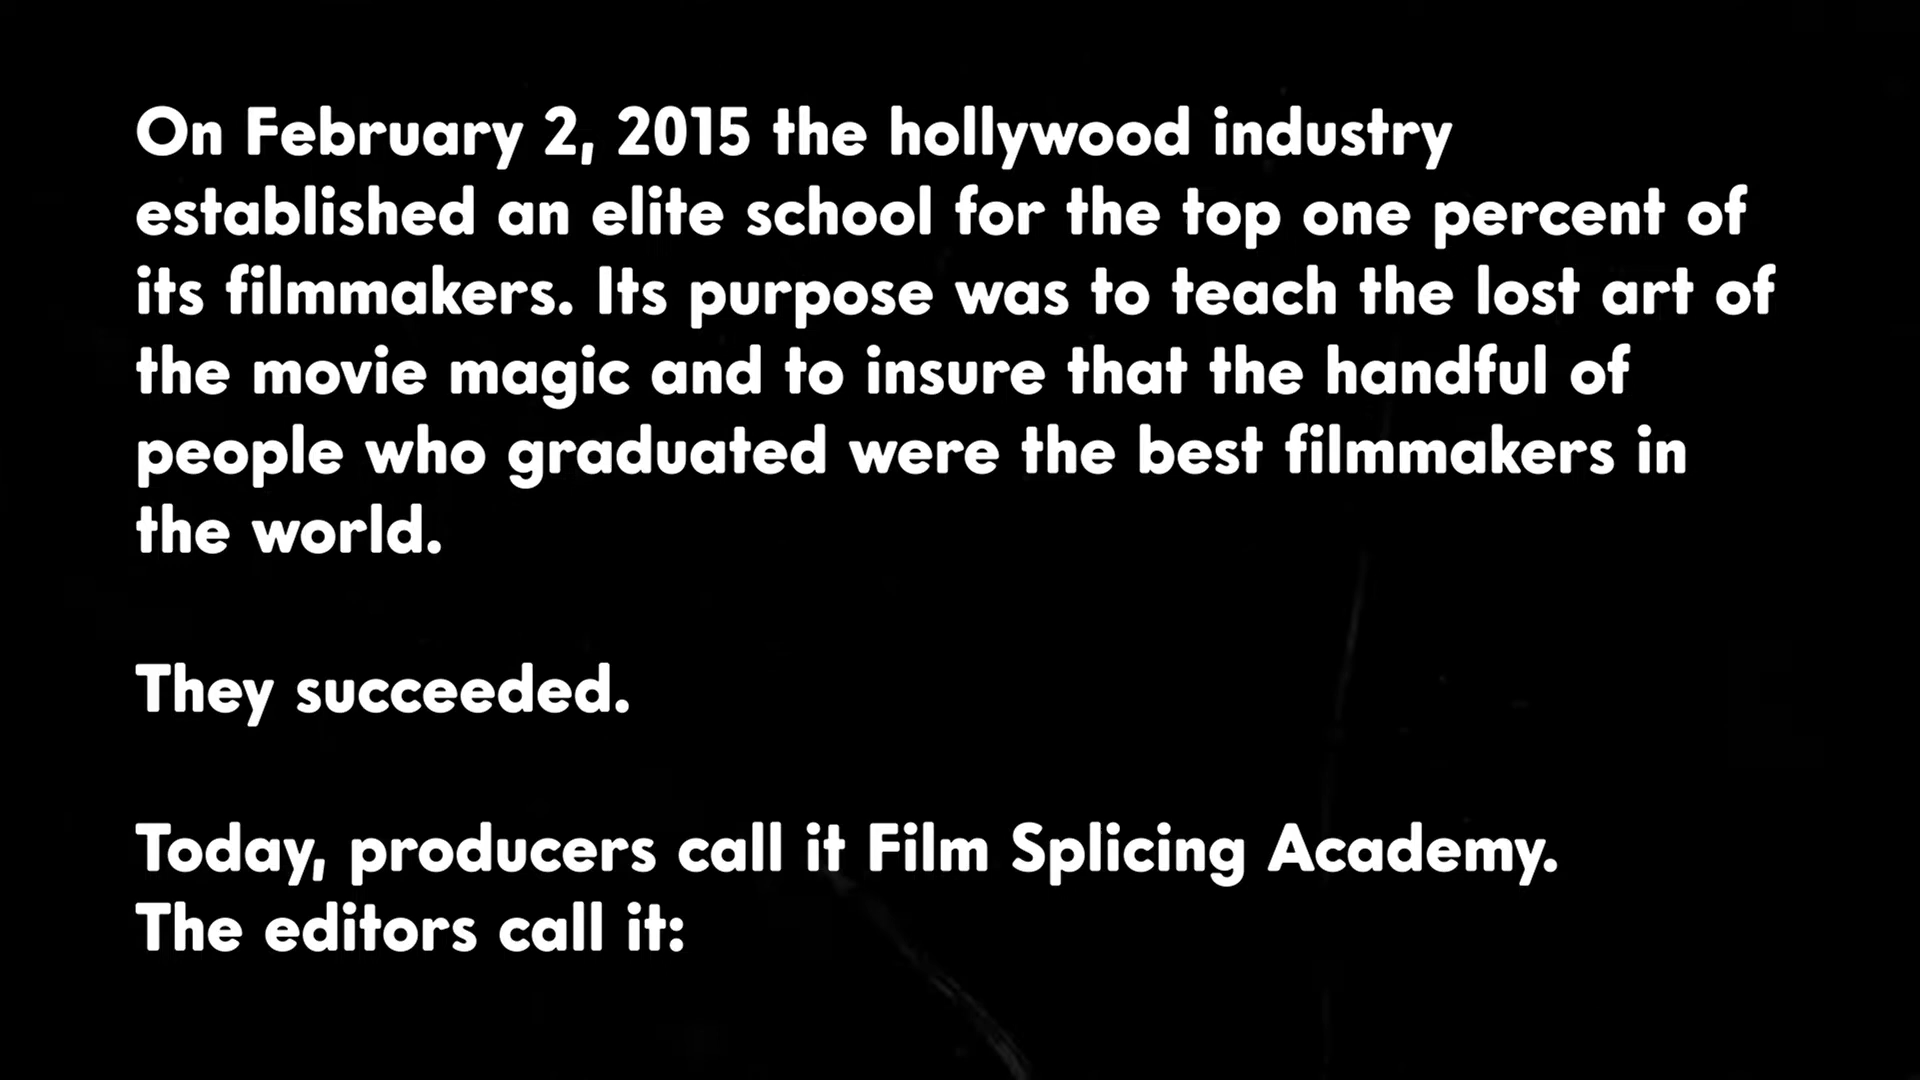 On February 2, 2015 the hollywood industry
established an elite school for the top one percent of
its filmmakers. Its purpose was to teach the lost art of
the movie magic and to insure that the handful of
people who graduated were the best filmmakers in
the world.
They succeeded.
Today, producers call it Film Splicing Academy.
The editors call it: